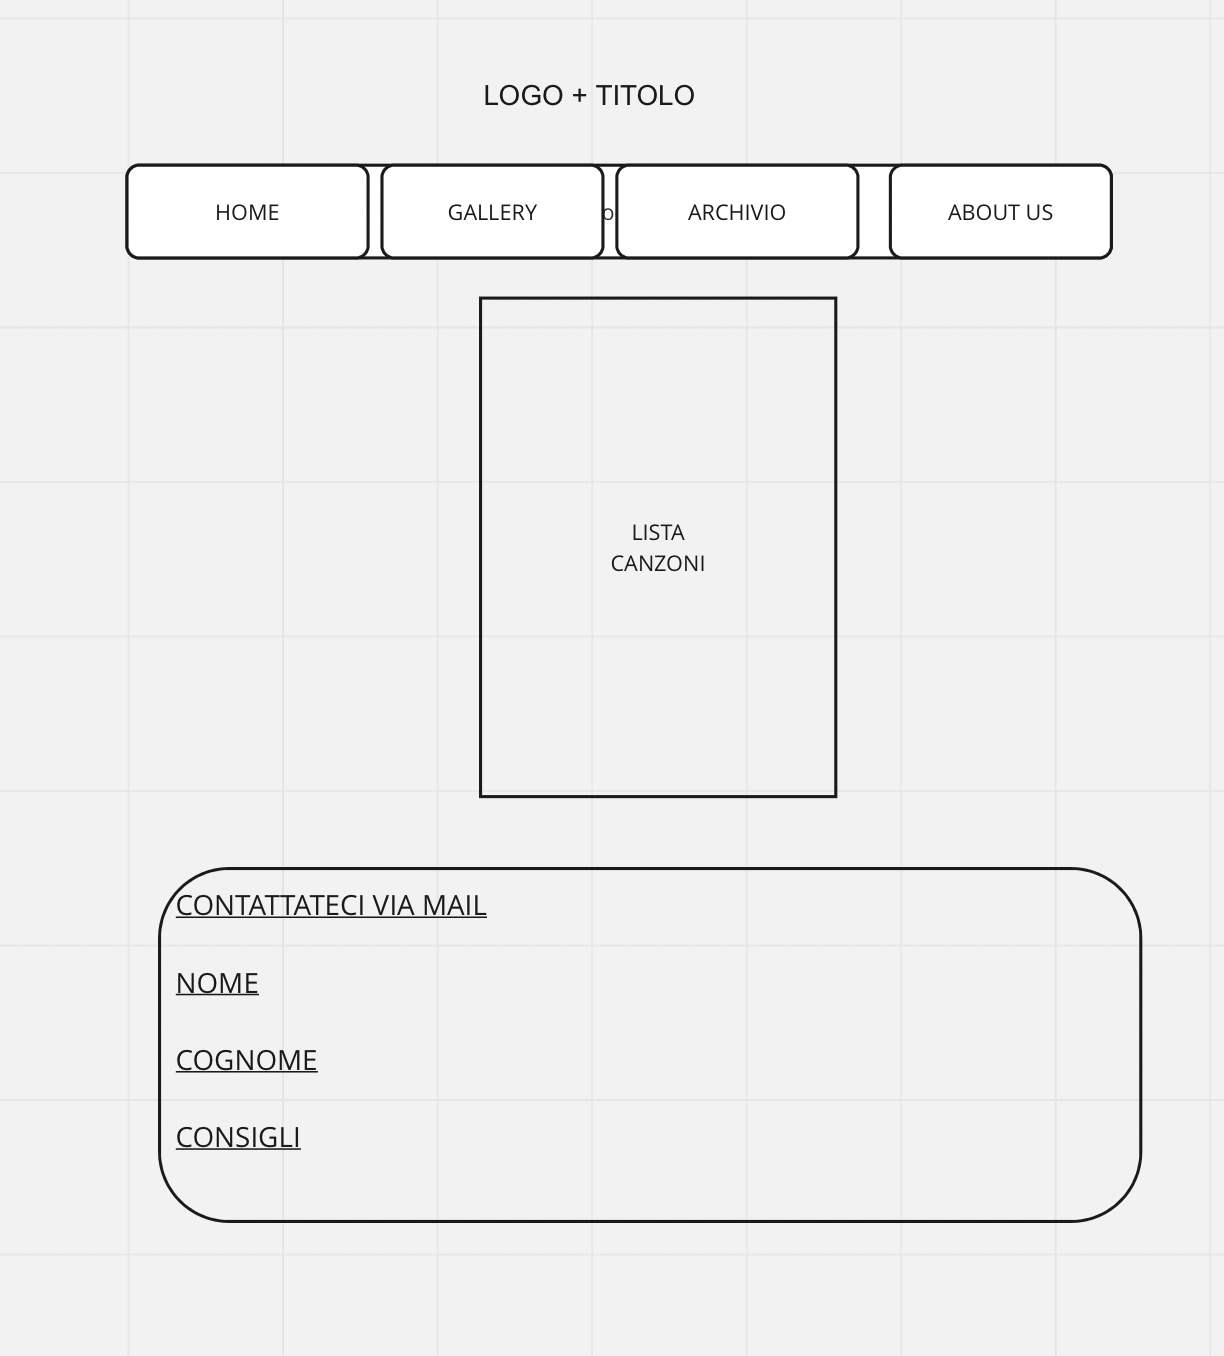 LOGO + TITOLO
HOME GALLERY ARCHIVIO ABOUT US
LISTA
CANZONI
CONTATTATECI VIA MAIL
NOME
COGNOME
CONSIGLI